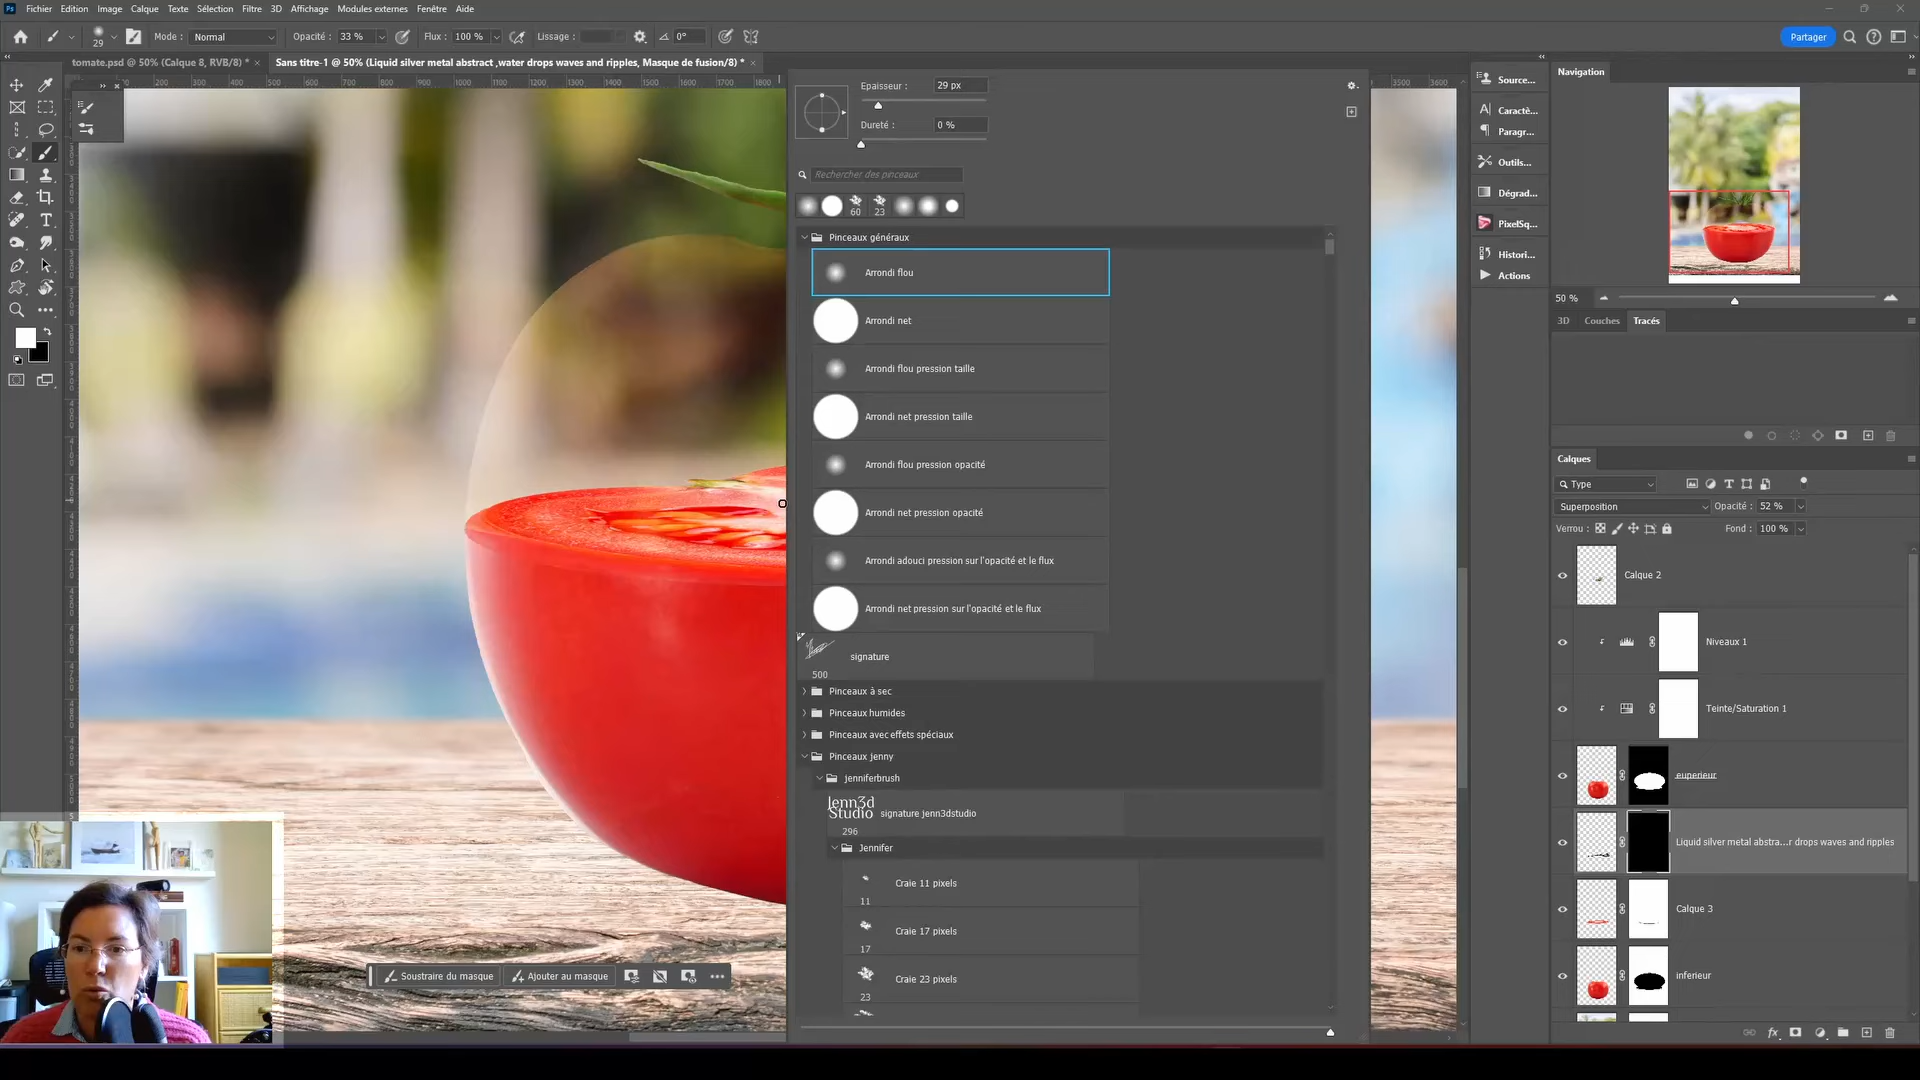 Fichier Edition Image Calque Texte Sélection Filtre 3D Affichage Modules externes Fenêtre Aide
29 Mode : Normal Opacité : 33 % Flux : 100 % Lissage : 0° Partager
tomate.psd @ 50% (Calque 8, RVB/8) * Sans titre-1 @ 50% (Liquid silver metal abstract ,water drops waves and ripples, Masque de fusion/8) *
Epaisseur : 29 px
Dureté : 0 %
Rechercher des pinceaux
60 23
Pinceaux généraux
Arrondi flou
Arrondi net
Arrondi flou pression taille
Arrondi net pression taille
Arrondi flou pression opacité
Arrondi net pression opacité
Arrondi adouci pression sur l'opacité et le flux
Arrondi net pression sur l'opacité et le flux
signature
500
Pinceaux à sec
Pinceaux humides
Pinceaux avec effets spéciaux
Pinceaux jenny
jenniferbrush
Jenn3d
Studio
signature jenn3dstudio
296
Jennifer
Craie 11 pixels
11
Craie 17 pixels
17
Craie 23 pixels
23
Soustraire du masque Ajouter au masque
Source...
Caractè...
Paragr...
Outils...
Dégrad...
PixelSq...
Histori...
Actions
Navigation
50 %
3D Couches Tracés
Calques
Type
Superposition Opacité : 52 %
Verrou : Fond : 100 %
Calque 2
Niveaux 1
Teinte/Saturation 1
euperieur
Liquid silver metal abstra...r drops waves and ripples
Calque 3
inferieur
fx